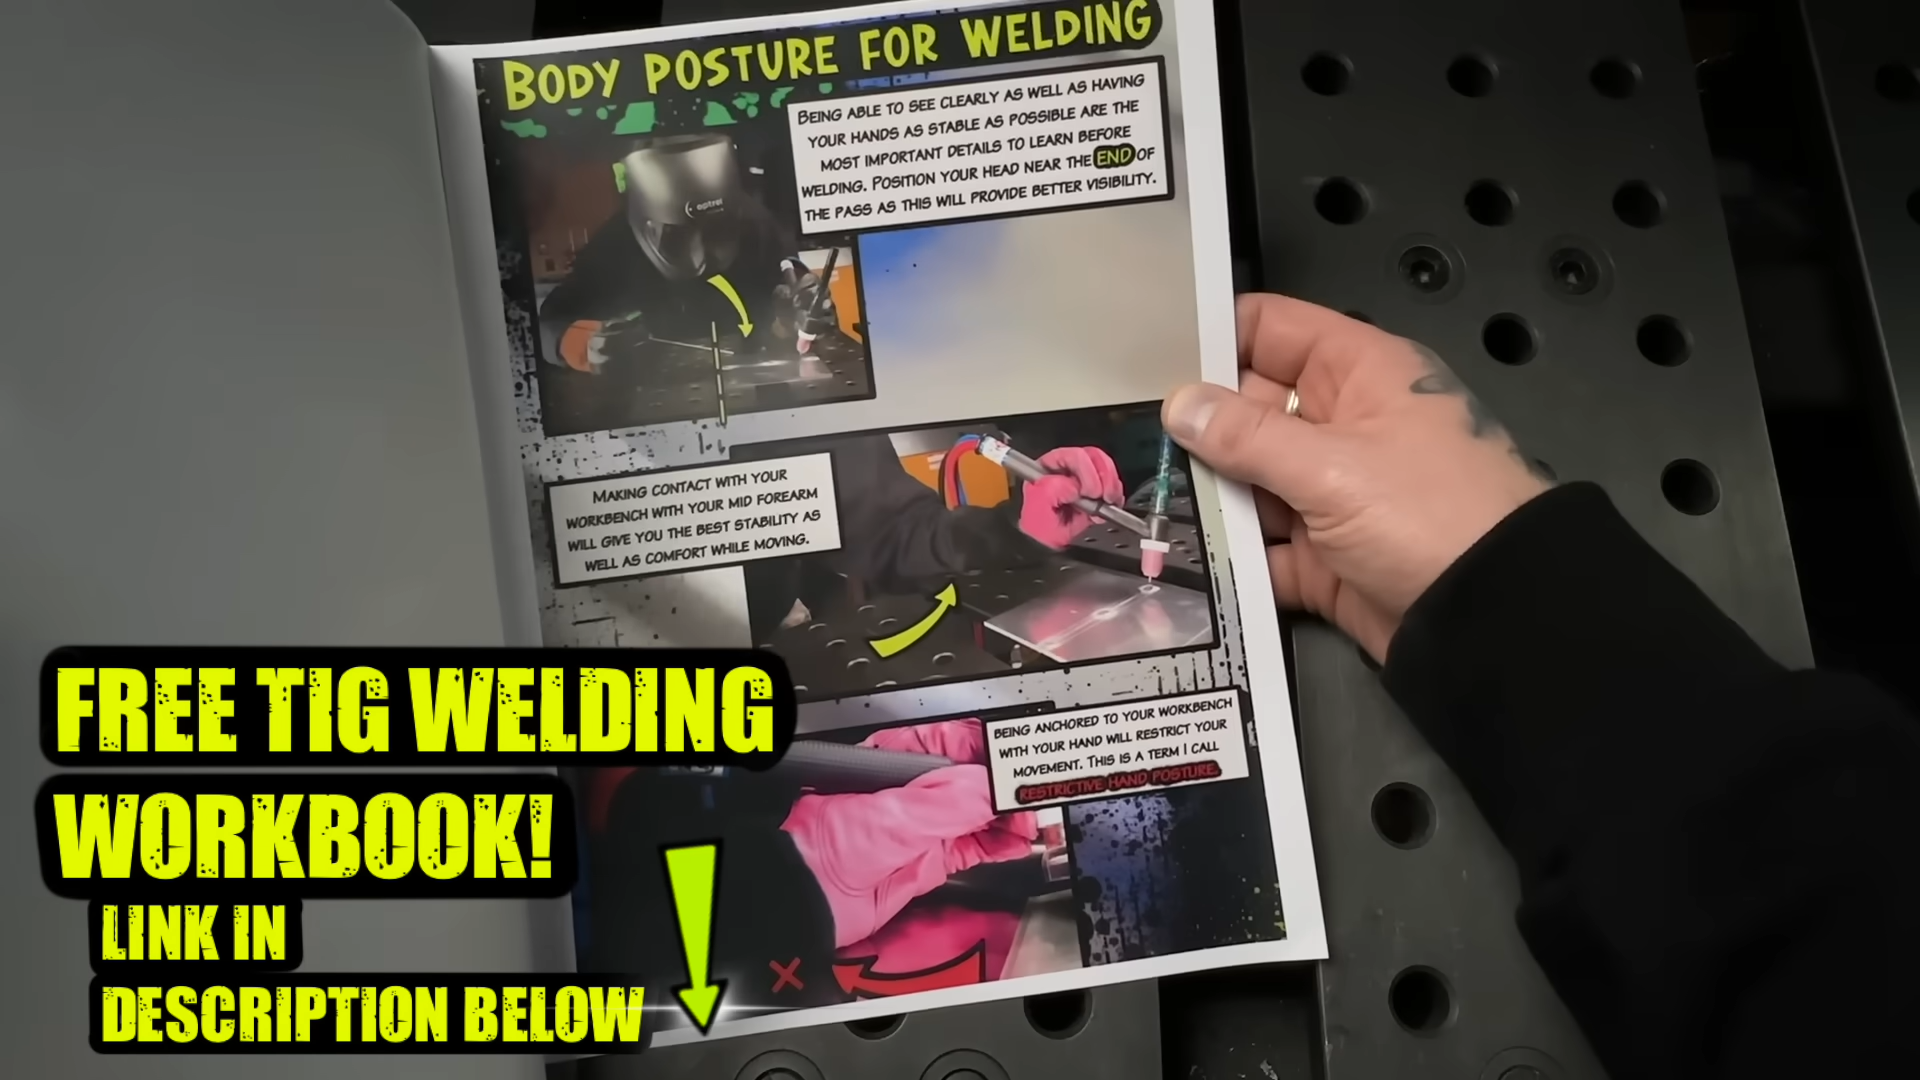 BODY POSTURE FOR WELDING
BEING ABLE TO SEE CLEARLY AS WELL AS HAVING
YOUR HANDS AS STABLE AS POSSIBLE ARE THE
MOST IMPORTANT DETAILS TO LEARN BEFORE
WELDING. POSITION YOUR HEAD NEAR THE END OF
THE PASS AS THIS WILL PROVIDE BETTER VISIBILITY.
optrel
MAKING CONTACT WITH YOUR
WORKBENCH WITH YOUR MID FOREARM
WILL GIVE YOU THE BEST STABILITY AS
WELL AS COMFORT WHILE MOVING.
BEING ANCHORED TO YOUR WORKBENCH
WITH YOUR HAND WILL RESTRICT YOUR
MOVEMENT. THIS IS A TERM I CALL
RESTRICTIVE HAND POSTURE.
FREE TIG WELDING
WORKBOOK!
LINK IN
DESCRIPTION BELOW